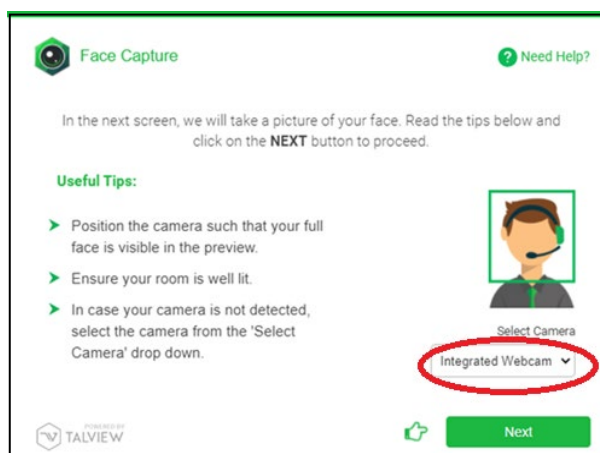 Face Capture
Need Help?
In the next screen, we will take a picture of your face. Read the tips below and
click on the NEXT button to proceed.
Useful Tips:
Position the camera such that your full
face is visible in the preview.
Ensure your room is well lit.
In case your camera is not detected,
select the camera from the 'Select
Camera' drop down.
Select Camera
Integrated Webcam
POWERED BY
TALVIEW
Next